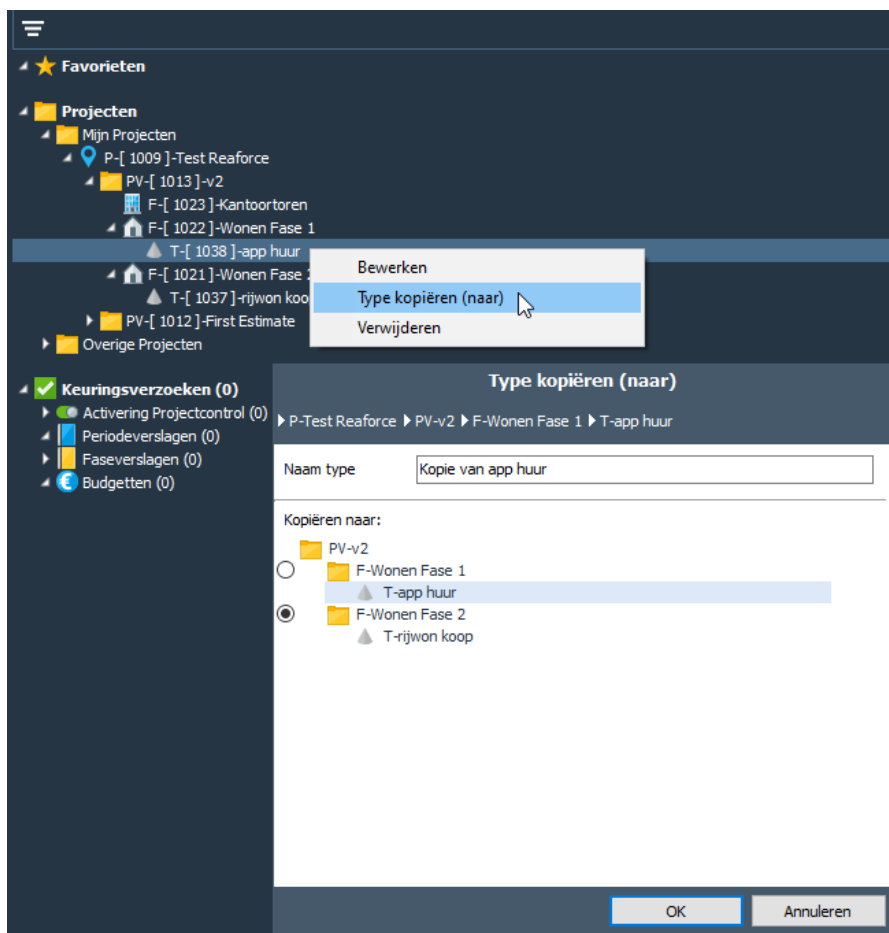 Favorieten
Projecten
Mijn Projecten
P-[ 1009 ]-Test Reaforce
PV-[ 1013 ]-v2
F-[ 1023 ]-Kantoortoren
F-[ 1022 ]-Wonen Fase 1
T-[ 1038 ]-app huur
F-[ 1021 ]-Wonen Fase
T-[ 1037 ]-rijwon koo
PV-[ 1012 ]-First Estimate
Overige Projecten
Bewerken
Type kopiëren (naar)
Verwijderen
Keuringsverzoeken (0)
Activering Projectcontrol (0)
Periodeverslagen (0)
Faseverslagen (0)
Budgetten (0)
Type kopiëren (naar)
P-Test Reaforce PV-v2 F-Wonen Fase 1 T-app huur
Naam type Kopie van app huur
Kopiëren naar:
PV-v2
F-Wonen Fase 1
T-app huur
F-Wonen Fase 2
T-rijwon koop
OK Annuleren